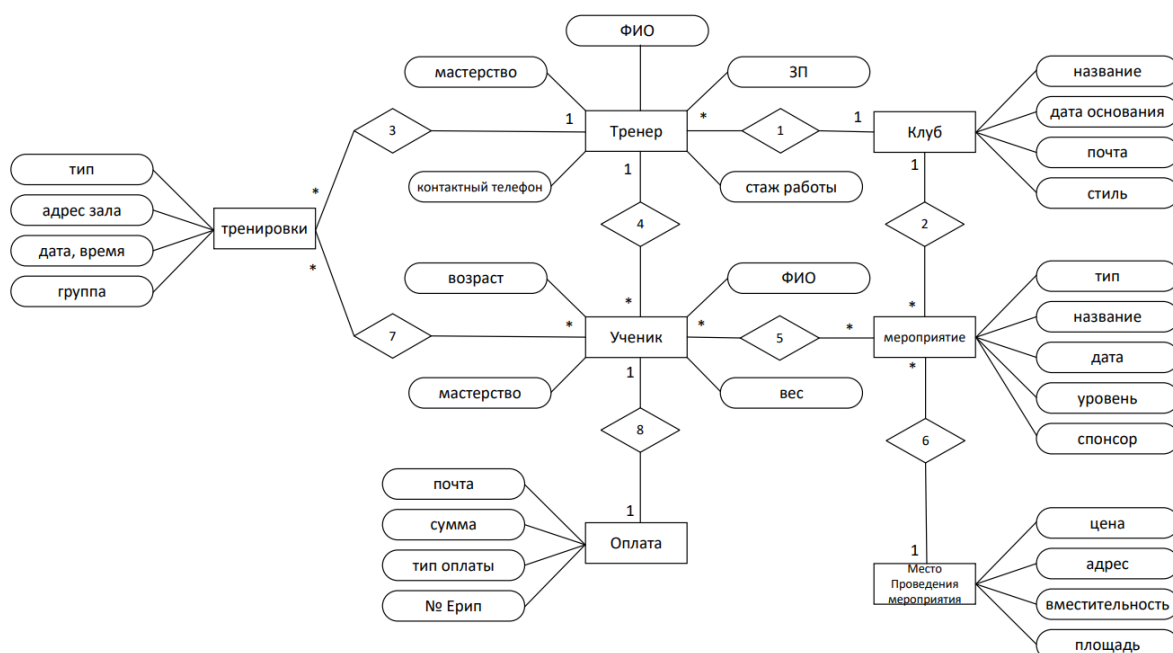 ФИО
мастерство
ЗП
название
3
1
Тренер
*
1
1
Клуб
дата основания
тип
контактный телефон
1
стаж работы
1
почта
адрес зала
*
стиль
тренировки
4
2
дата, время
*
группа
возраст
*
ФИО
*
тип
название
7
*
Ученик
*
5
*
мероприятие
дата
мастерство
1
вес
*
уровень
8
6
спонсор
почта
сумма
1
цена
Оплата
1
тип оплаты
Место
Проведения
мероприятия
адрес
№ Ерип
вместительность
площадь